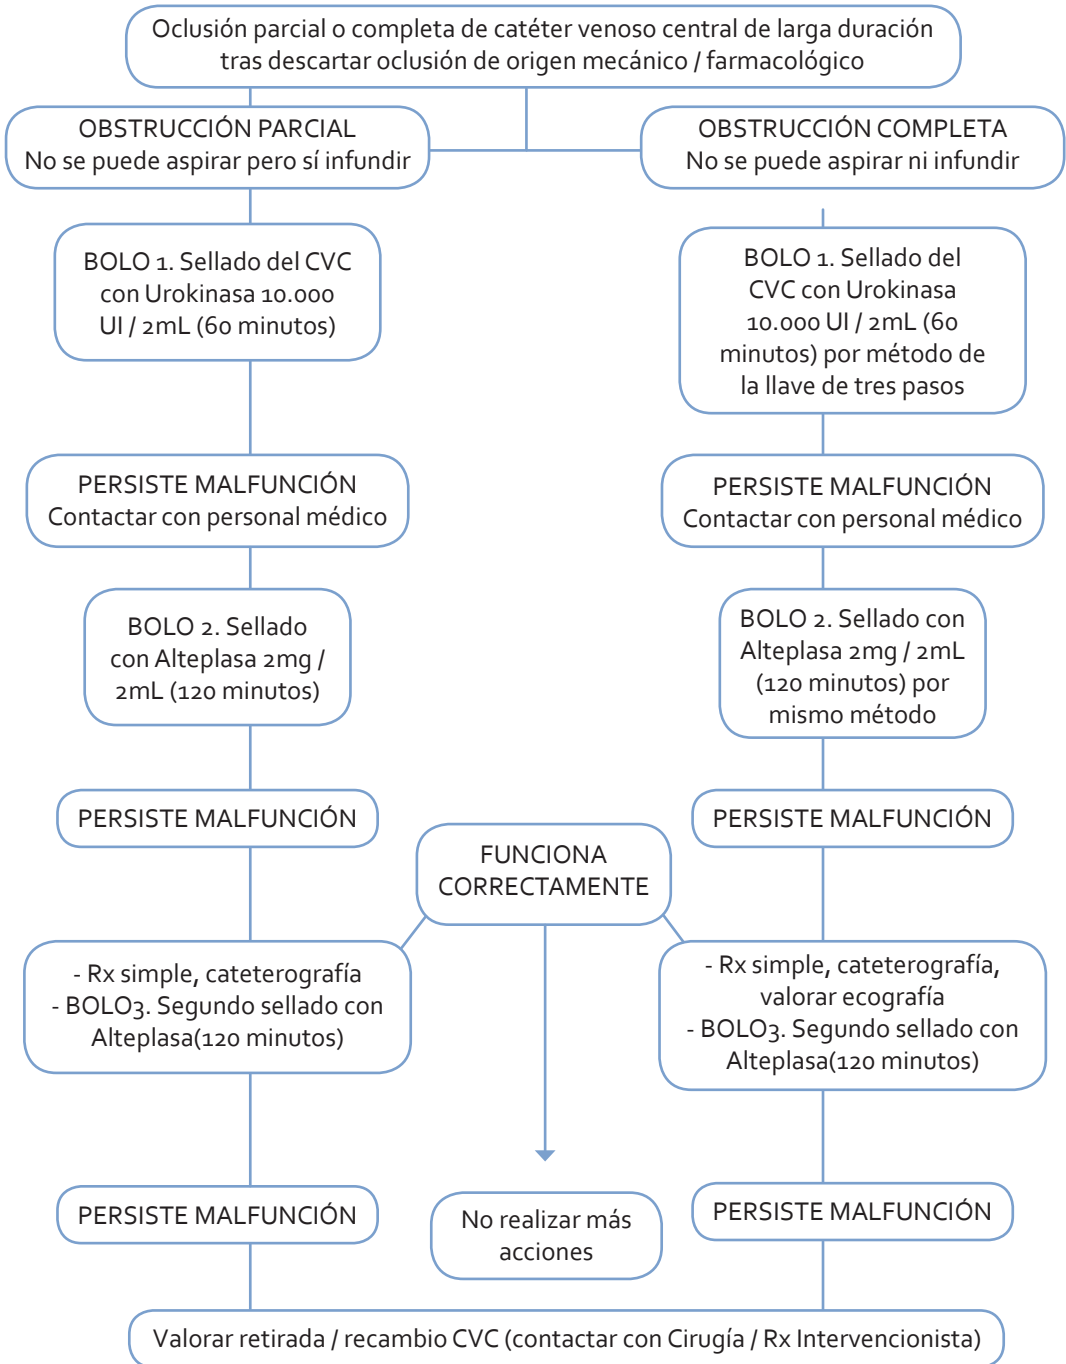 Oclusión parcial o completa de catéter venoso central de larga duración
tras descartar oclusión de origen mecánico / farmacológico
OBSTRUCCIÓN PARCIAL
No se puede aspirar pero sí infundir
OBSTRUCCIÓN COMPLETA
No se puede aspirar ni infundir
BOLO 1. Sellado del CVC
con Urokinasa 10.000
UI / 2mL (60 minutos)
BOLO 1. Sellado del
CVC con Urokinasa
10.000 UI / 2mL (60
minutos) por método de
la llave de tres pasos
PERSISTE MALFUNCIÓN
Contactar con personal médico
PERSISTE MALFUNCIÓN
Contactar con personal médico
BOLO 2. Sellado
con Alteplasa 2mg /
2mL (120 minutos)
BOLO 2. Sellado con
Alteplasa 2mg / 2mL
(120 minutos) por
mismo método
PERSISTE MALFUNCIÓN
PERSISTE MALFUNCIÓN
FUNCIONA
CORRECTAMENTE
- Rx simple, cateterografía
- BOLO3. Segundo sellado con
Alteplasa(120 minutos)
- Rx simple, cateterografía,
valorar ecografía
- BOLO3. Segundo sellado con
Alteplasa(120 minutos)
PERSISTE MALFUNCIÓN
No realizar más
acciones
PERSISTE MALFUNCIÓN
Valorar retirada / recambio CVC (contactar con Cirugía / Rx Intervencionista)